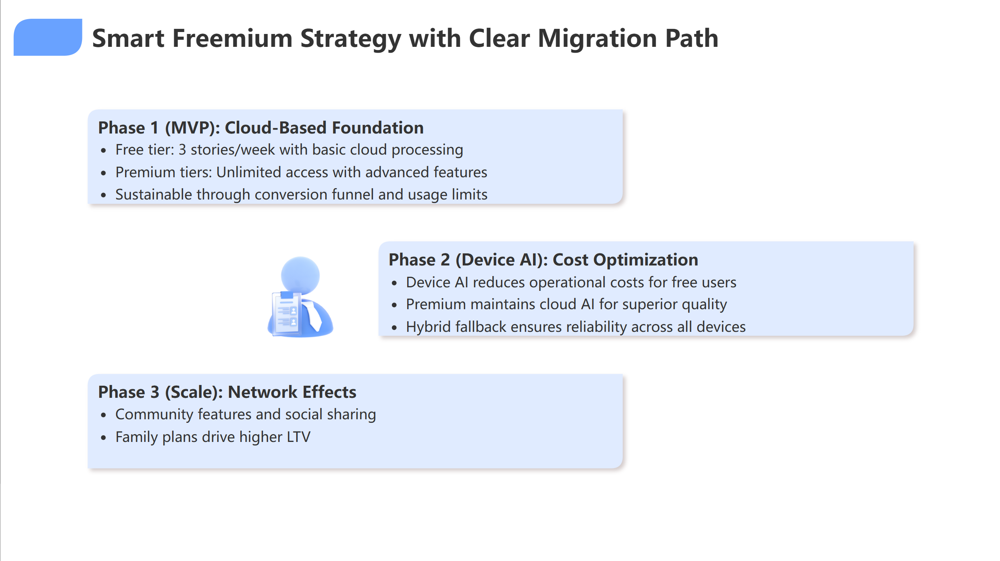 Smart Freemium Strategy with Clear Migration Path
Phase 1 (MVP): Cloud-Based Foundation
• Free tier: 3 stories/week with basic cloud processing
• Premium tiers: Unlimited access with advanced features
• Sustainable through conversion funnel and usage limits
Phase 2 (Device AI): Cost Optimization
• Device AI reduces operational costs for free users
• Premium maintains cloud AI for superior quality
• Hybrid fallback ensures reliability across all devices
Phase 3 (Scale): Network Effects
• Community features and social sharing
• Family plans drive higher LTV